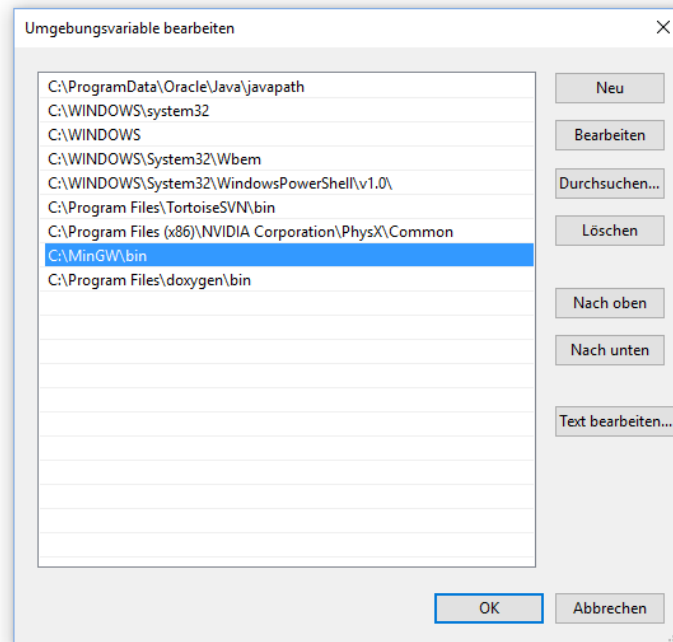 Umgebungsvariable bearbeiten
C:\ProgramData\Oracle\Java\javapath
C:\WINDOWS\system32
C:\WINDOWS
C:\WINDOWS\System32\Wbem
C:\WINDOWS\System32\WindowsPowerShell\v1.0\
C:\Program Files\TortoiseSVN\bin
C:\Program Files (x86)\NVIDIA Corporation\PhysX\Common
C:\MinGW\bin
C:\Program Files\doxygen\bin
Neu
Bearbeiten
Durchsuchen...
Löschen
Nach oben
Nach unten
Text bearbeiten...
OK
Abbrechen